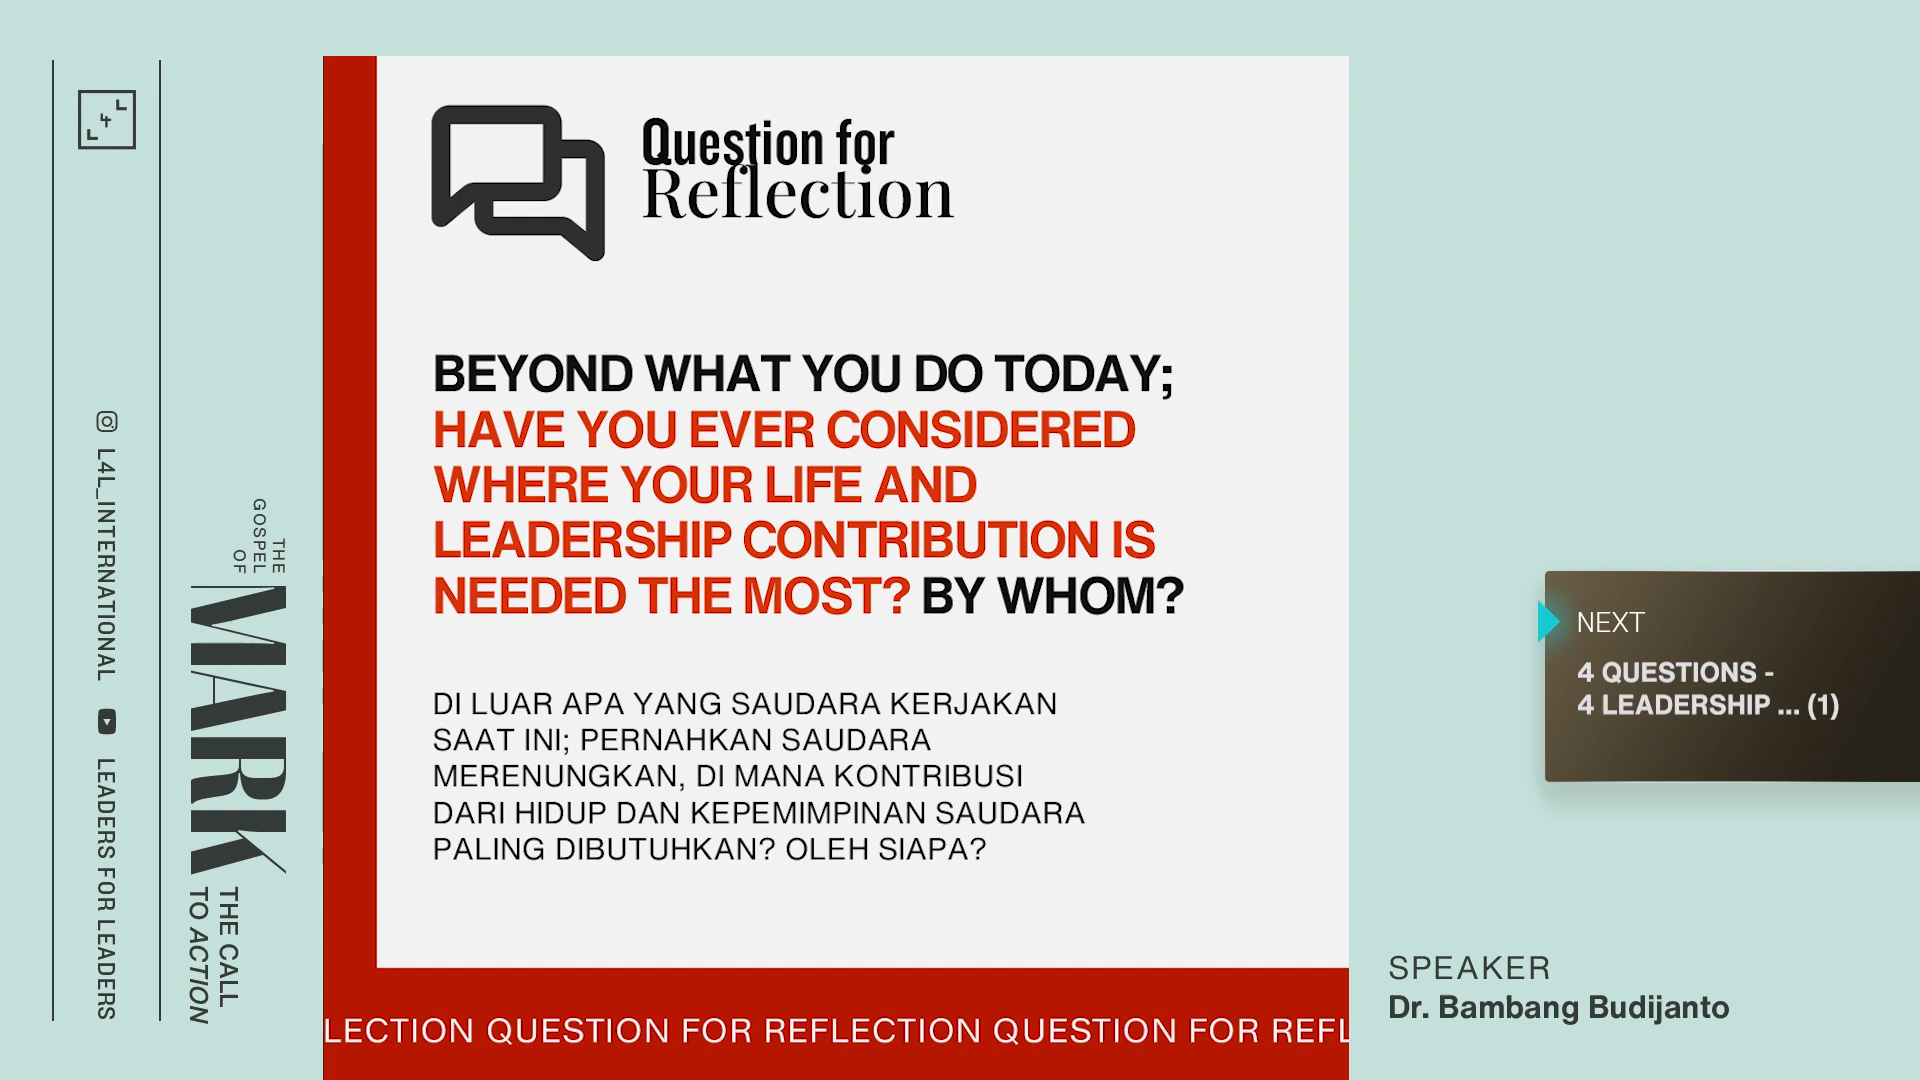 L4L_INTERNATIONAL
LEADERS FOR LEADERS
THE
GOSPEL
OF
MARK
THE CALL
TO ACTION
Question for
Reflection
BEYOND WHAT YOU DO TODAY;
HAVE YOU EVER CONSIDERED
WHERE YOUR LIFE AND
LEADERSHIP CONTRIBUTION IS
NEEDED THE MOST? BY WHOM?
DI LUAR APA YANG SAUDARA KERJAKAN
SAAT INI; PERNAHKAN SAUDARA
MERENUNGKAN, DI MANA KONTRIBUSI
DARI HIDUP DAN KEPEMIMPINAN SAUDARA
PALING DIBUTUHKAN? OLEH SIAPA?
LECTION QUESTION FOR REFLECTION QUESTION FOR REFL
NEXT
4 QUESTIONS -
4 LEADERSHIP ... (1)
SPEAKER
Dr. Bambang Budijanto